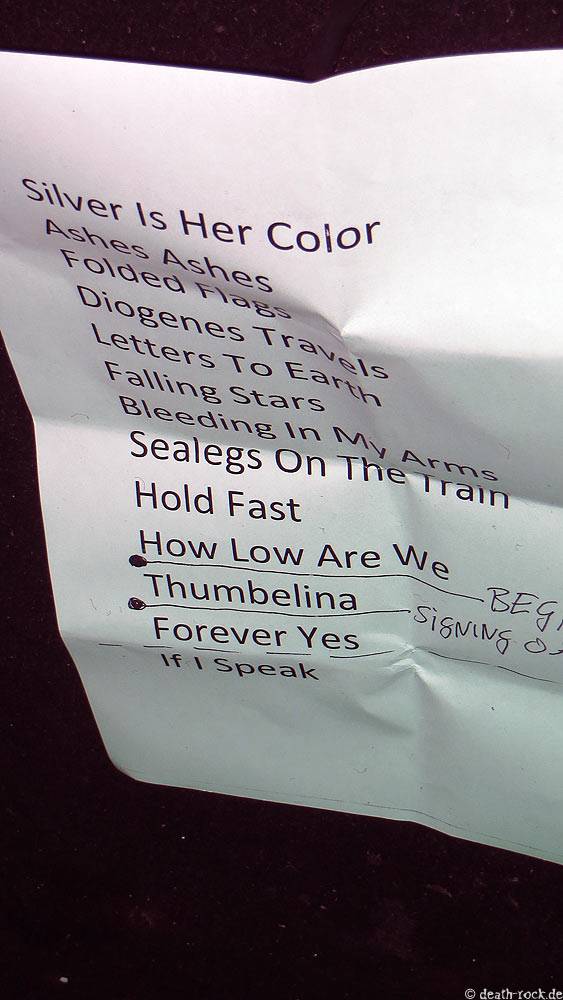 Silver Is Her Color
Ashes Ashes
Folded Flags
Diogenes Travels
Letters To Earth
Falling Stars
Bleeding In My Arms
Sealegs On The Train
Hold Fast
How Low Are We
Thumbelina
SIGNING
Forever Yes
If I Speak
© death-rock.de